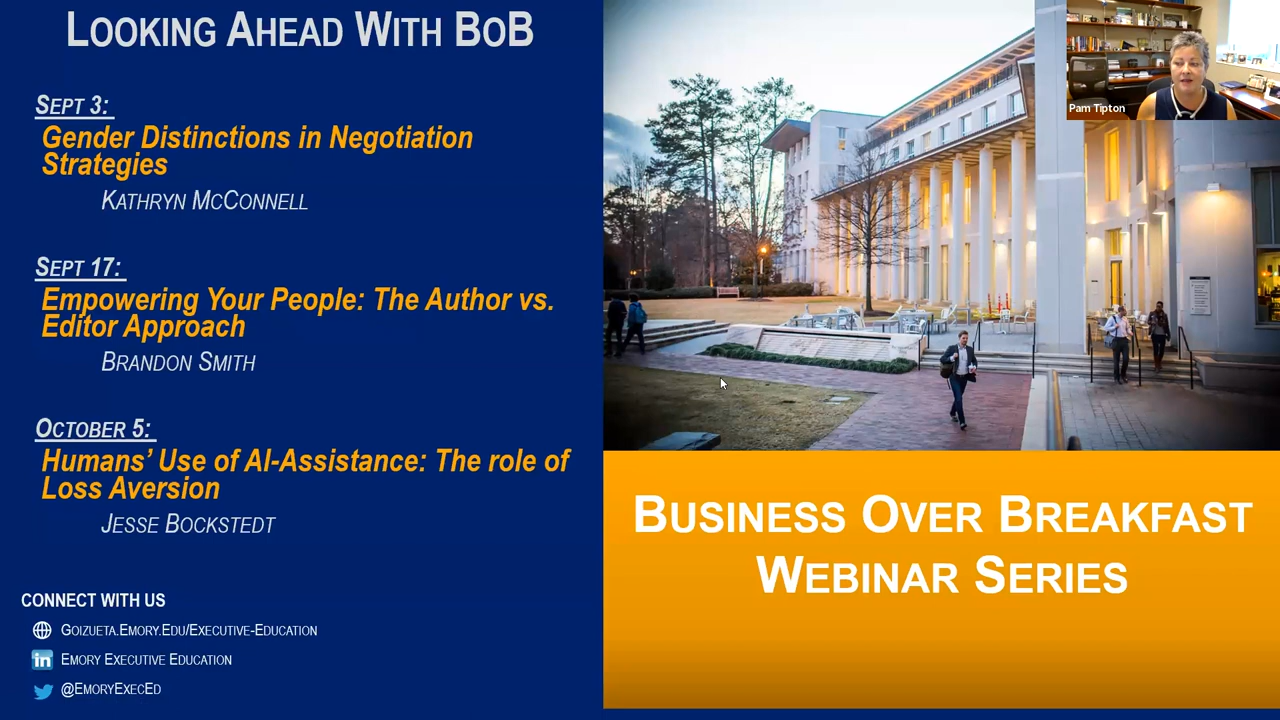 LOOKING AHEAD WITH BOB
SEPT 3:
Gender Distinctions in Negotiation
Strategies
KATHRYN MCCONNELL
SEPT 17:
Empowering Your People: The Author vs.
Editor Approach
BRANDON SMITH
OCTOBER 5:
Humans' Use of AI-Assistance: The role of
Loss Aversion
JESSE BOCKSTEDT
CONNECT WITH US
GOIZUETA.EMORY.EDU/EXECUTIVE-EDUCATION
in EMORY EXECUTIVE EDUCATION
@EMORYEXECED
Pam Tipton
BUSINESS OVER BREAKFAST
WEBINAR SERIES